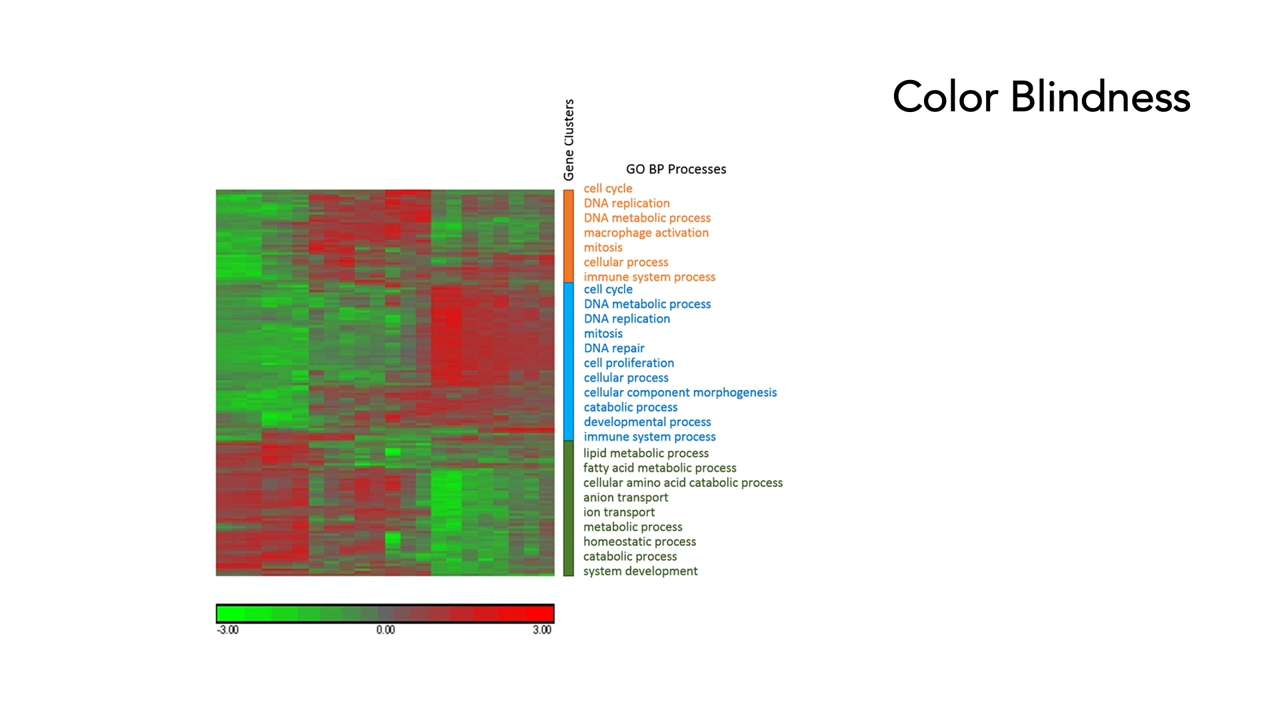 Color Blindness
Gene Clusters
GO BP Processes
cell cycle
DNA replication
DNA metabolic process
macrophage activation
mitosis
cellular process
immune system process
cell cycle
DNA metabolic process
DNA replication
mitosis
DNA repair
cell proliferation
cellular process
cellular component morphogenesis
catabolic process
developmental process
immune system process
lipid metabolic process
fatty acid metabolic process
cellular amino acid catabolic process
anion transport
ion transport
metabolic process
homeostatic process
catabolic process
system development
-3.00 0.00 3.00